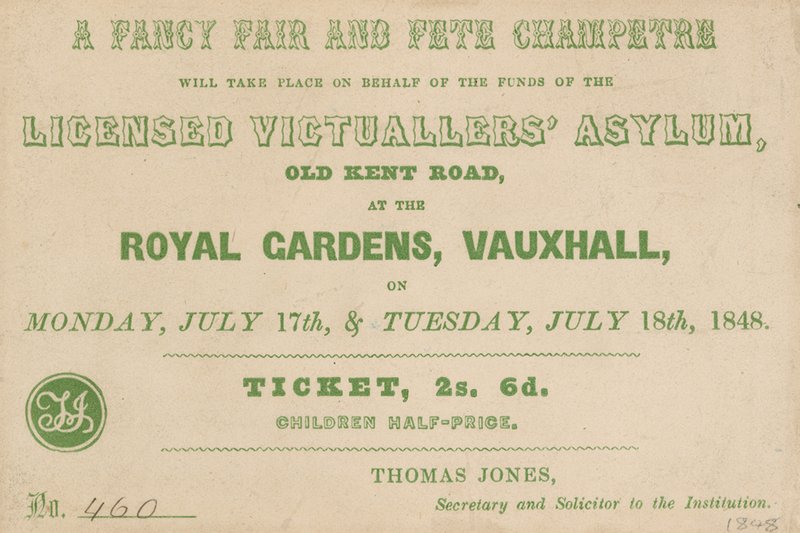 A FANCY FAIR AND FETE CHAMPETRE
WILL TAKE PLACE ON BEHALF OF THE FUNDS OF THE
LICENSED VICTUALLERS' ASYLUM,
OLD KENT ROAD,
AT THE
ROYAL GARDENS, VAUXHALL,
ON
MONDAY, JULY 17th, & TUESDAY, JULY 18th, 1848.
TICKET, 2s. 6d.
CHILDREN HALF-PRICE.
TJ
THOMAS JONES,
Secretary and Solicitor to the Institution.
No. 460
1848